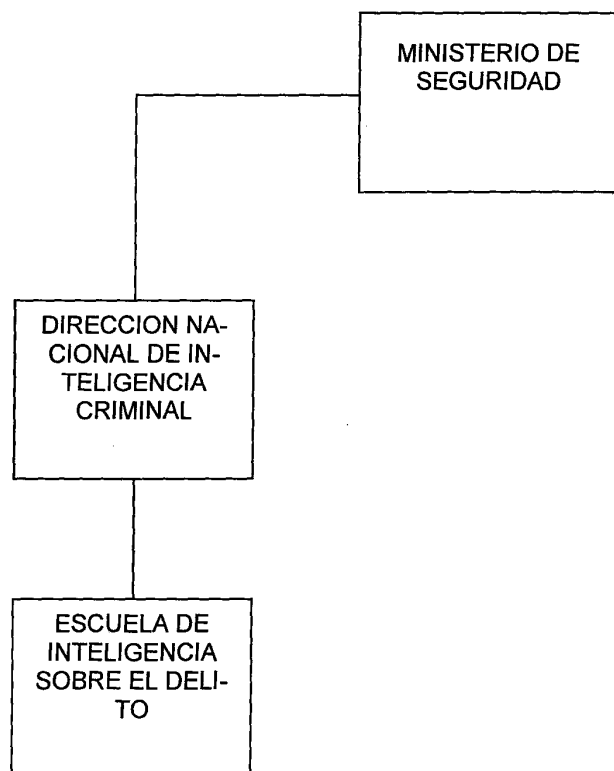 MINISTERIO DE
SEGURIDAD
DIRECCION NA-
CIONAL DE IN-
TELIGENCIA
CRIMINAL
ESCUELA DE
INTELIGENCIA
SOBRE EL DELI-
TO